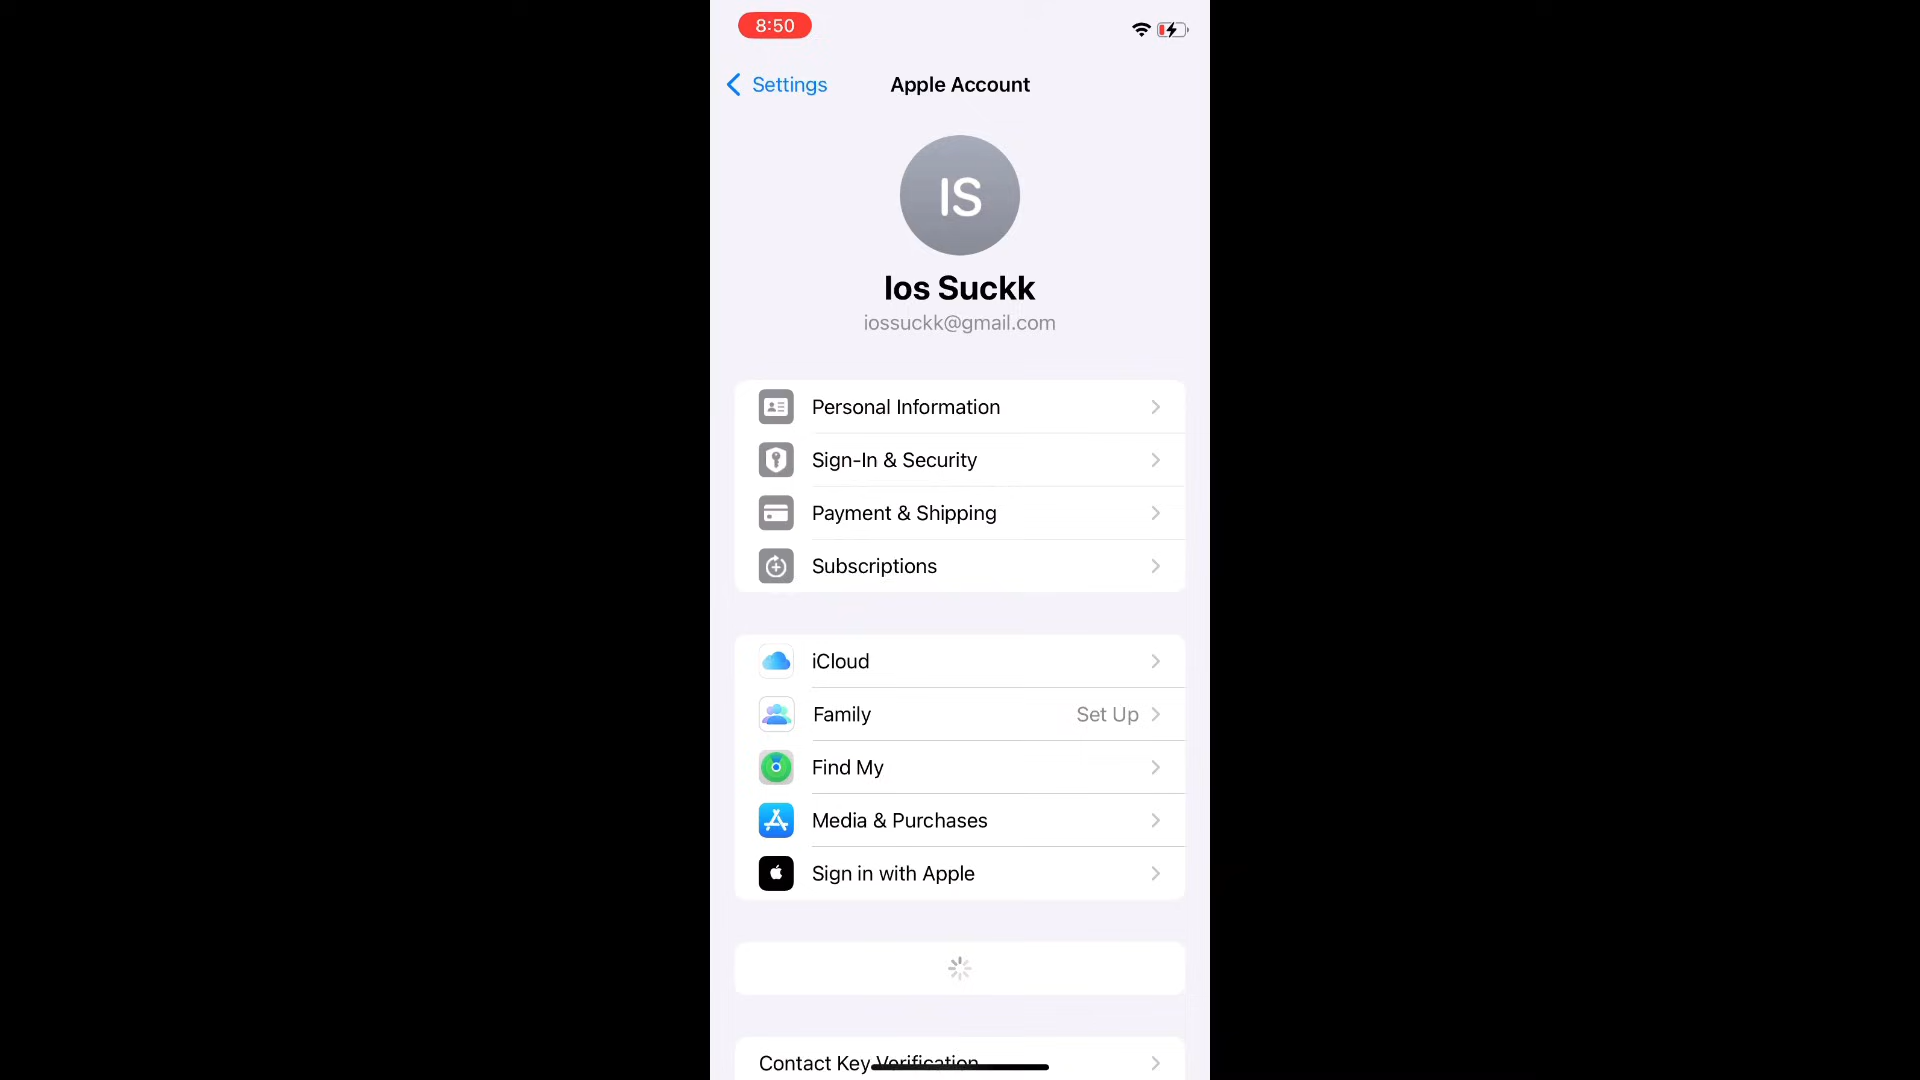 8:50
Settings
Apple Account
IS
Ios Suckk
iossuckk@gmail.com
Personal Information
Sign-In & Security
Payment & Shipping
Subscriptions
iCloud
Family Set Up
Find My
Media & Purchases
Sign in with Apple
Contact Key Verification